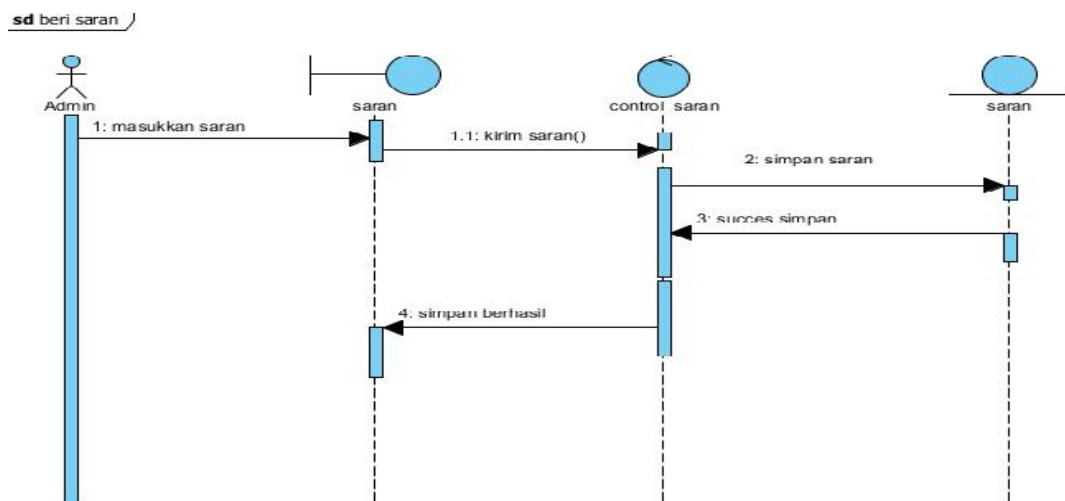 sd beri saran
Admin
saran
control saran
saran
1: masukkan saran
1.1: kirim saran()
2: simpan saran
3: succes simpan
4: simpan berhasil